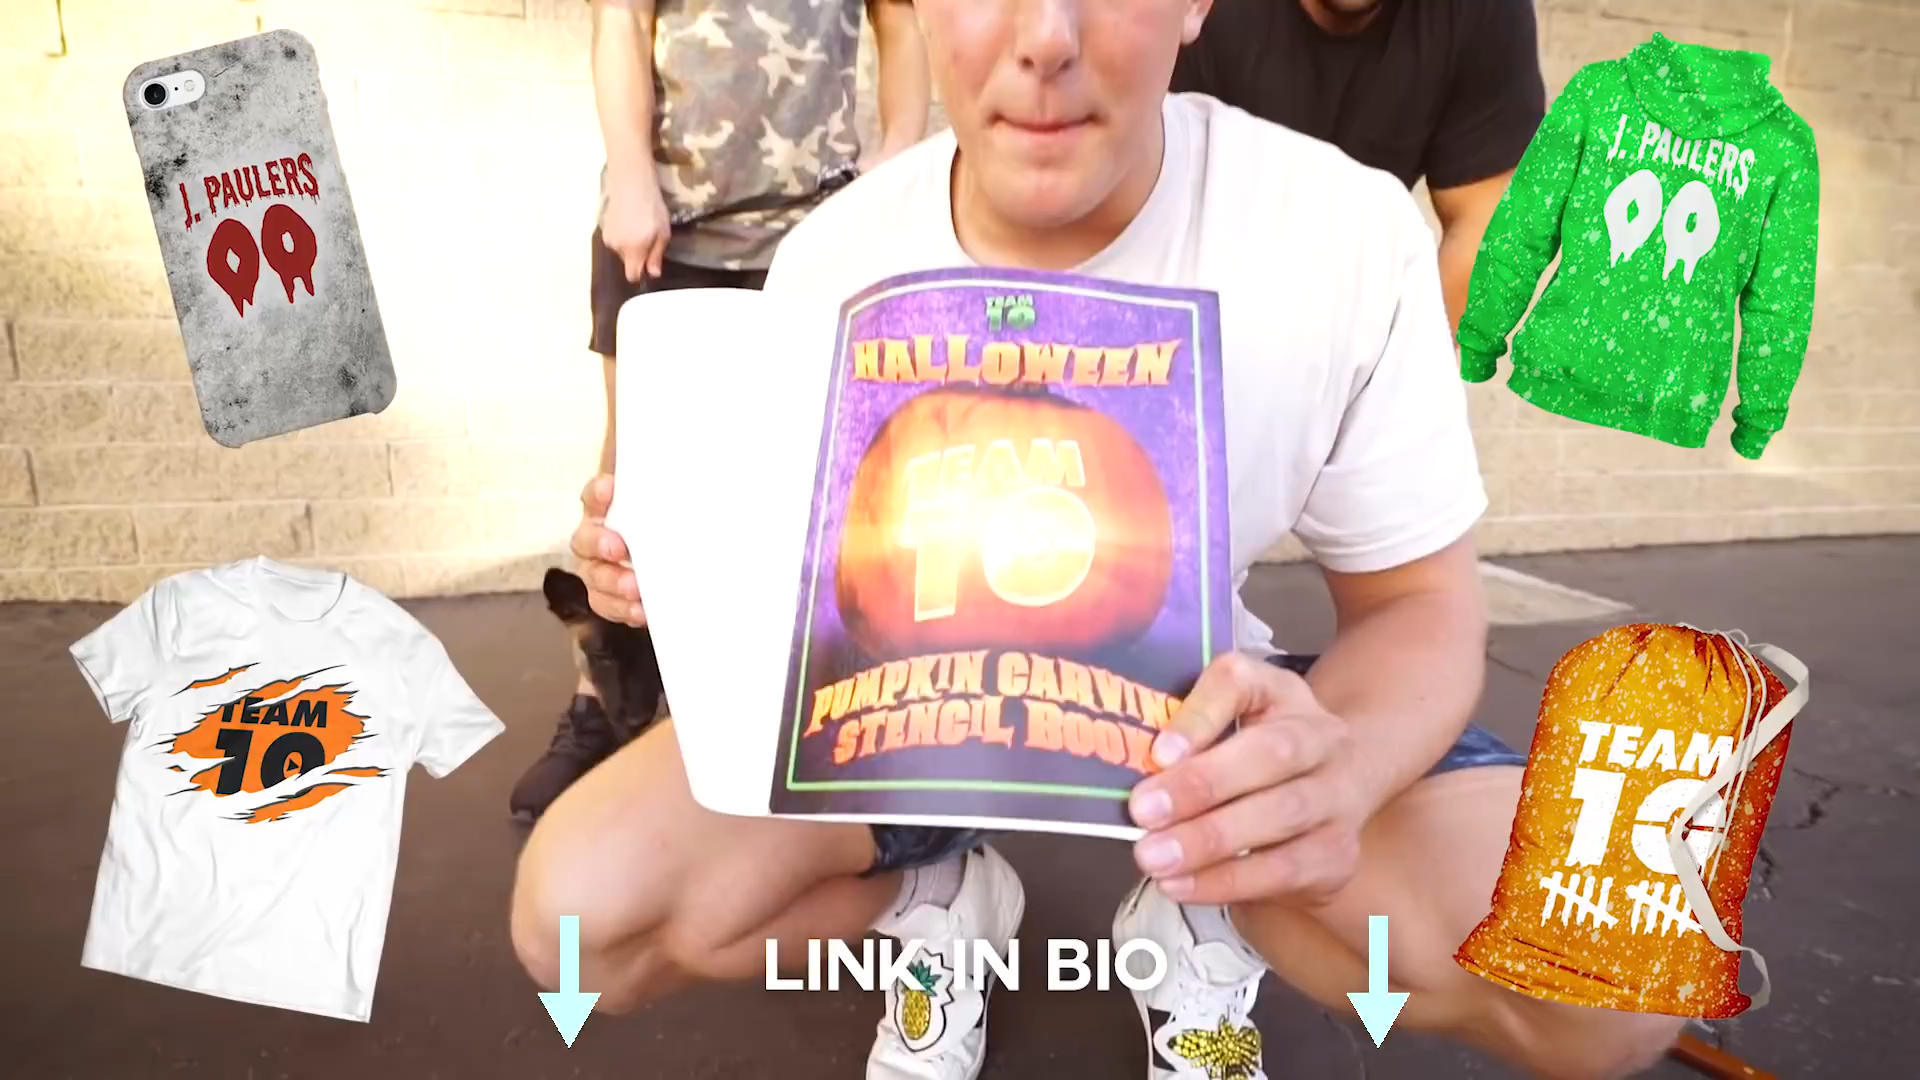 J. PAULERS
00
J. PAULERS
00
TEAM
10
HALLOWEEN
TEAM
10
PUMPKIN CARVING
STENCIL BOOK
TEAM
10
TEAM
10
LINK IN BIO